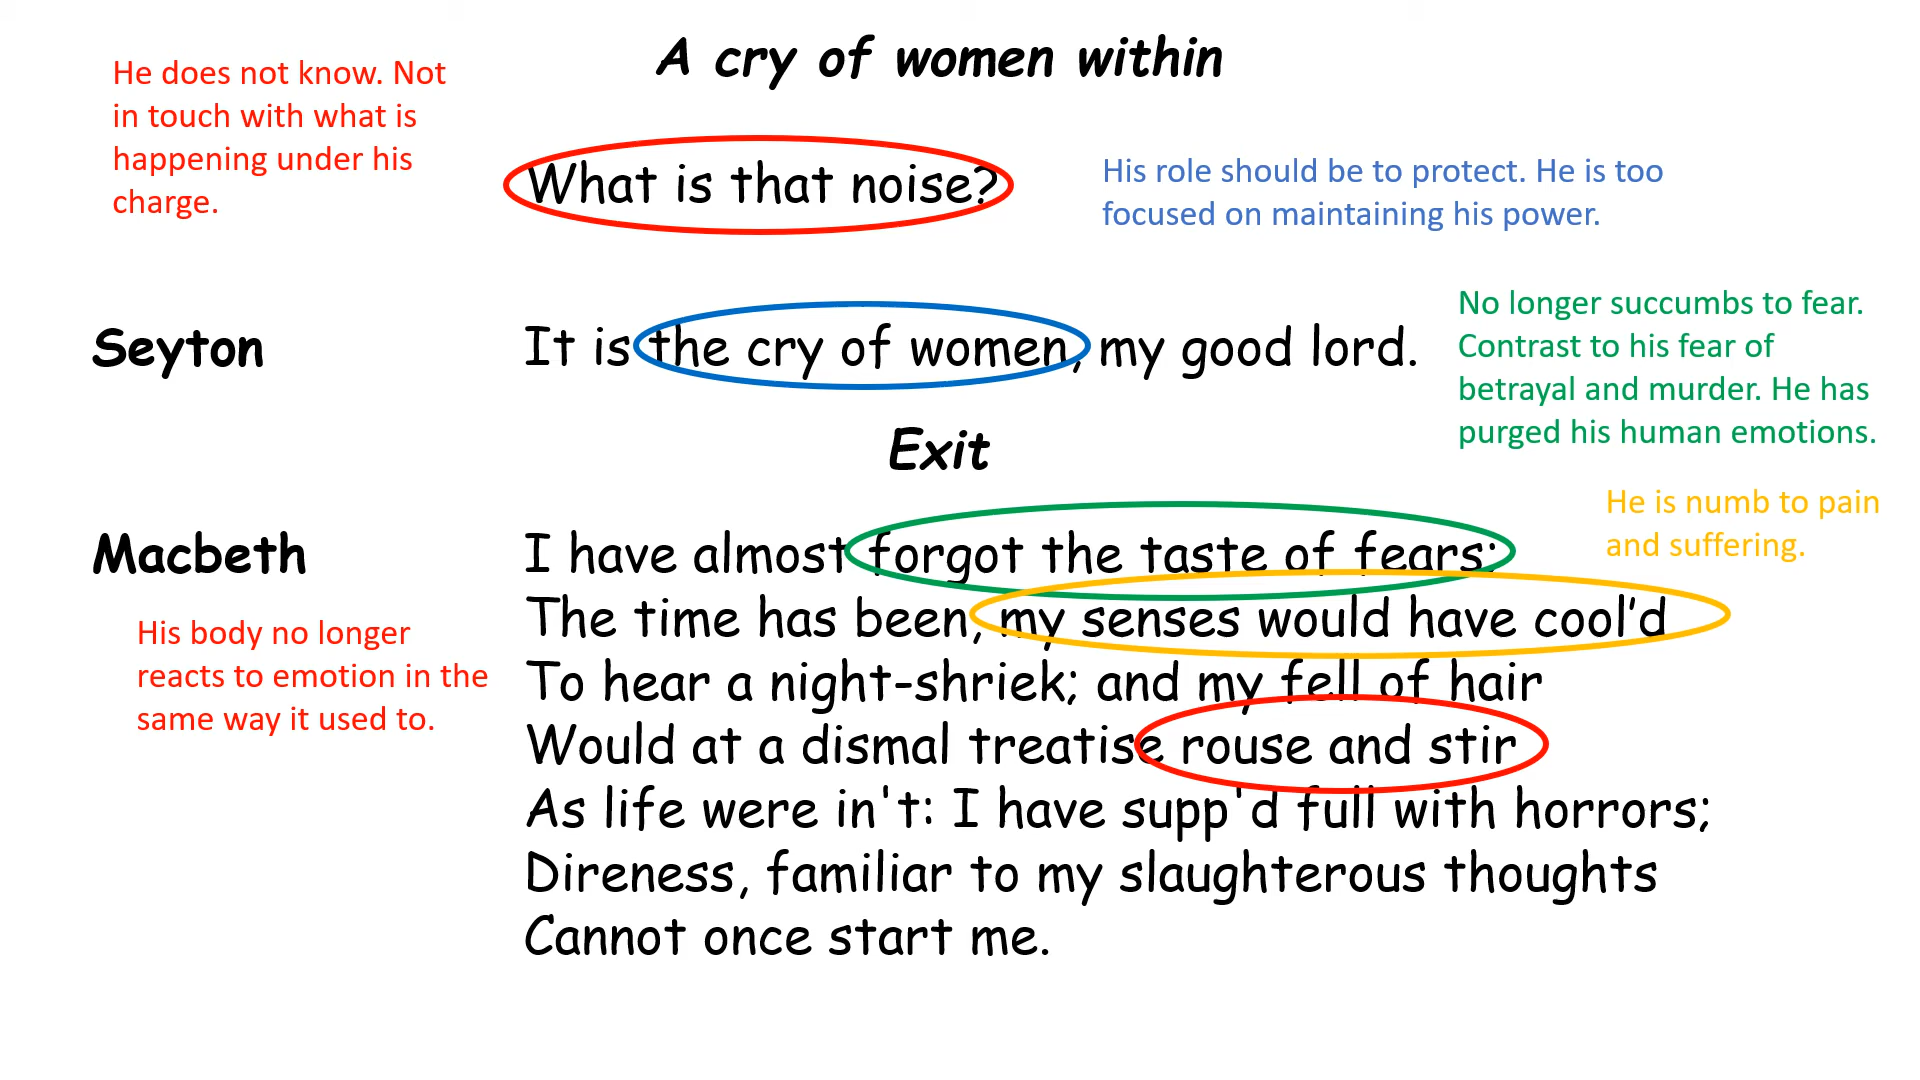 A cry of women within
He does not know. Not
in touch with what is
happening under his
charge.
What is that noise?
His role should be to protect. He is too
focused on maintaining his power.
Seyton It is the cry of women, my good lord.
No longer succumbs to fear.
Contrast to his fear of
betrayal and murder. He has
purged his human emotions.
Exit
He is numb to pain
and suffering.
Macbeth I have almost forgot the taste of fears:
The time has been, my senses would have cool’d
To hear a night-shriek; and my fell of hair
Would at a dismal treatise rouse and stir
As life were in't: I have supp'd full with horrors;
Direness, familiar to my slaughterous thoughts
Cannot once start me.
His body no longer
reacts to emotion in the
same way it used to.